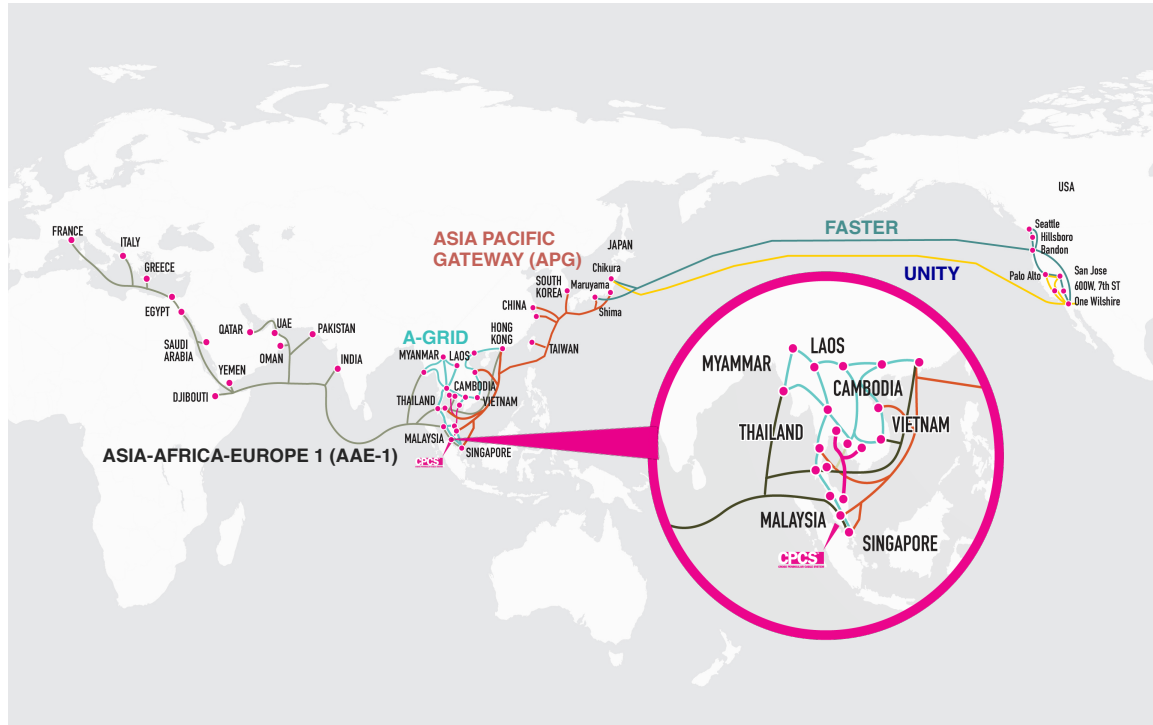 USA
FRANCE
ITALY
GREECE
EGYPT
SAUDI
ARABIA
YEMEN
DJIBOUTI
QATAR
UAE
OMAN
PAKISTAN
INDIA
ASIA-AFRICA-EUROPE 1 (AAE-1)
A-GRID
MYANMAR
LAOS
CAMBODIA
THAILAND
VIETNAM
MALAYSIA
SINGAPORE
CPCS
HONG
KONG
TAIWAN
CHINA
SOUTH
KOREA
ASIA PACIFIC
GATEWAY (APG)
JAPAN
Chikura
Maruyama
Shima
FASTER
UNITY
Seattle
Hillsboro
Bandon
Palo Alto
San Jose
600W, 7th ST
One Wilshire
LAOS
MYAMMAR
CAMBODIA
VIETNAM
THAILAND
MALAYSIA
SINGAPORE
CPCS